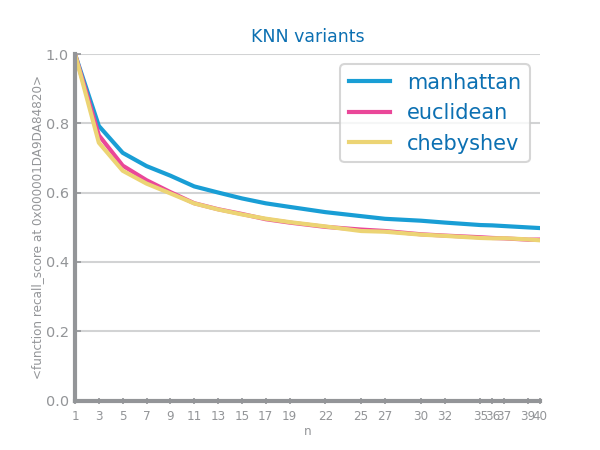 KNN variants
<function recall_score at 0x000001DA9DA84820>
1.0
0.8
0.6
0.4
0.2
0.0
manhattan
euclidean
chebyshev
1 3 5 7 9 11 13 15 17 19 22 25 27 30 32 35 36 37 39 40
n